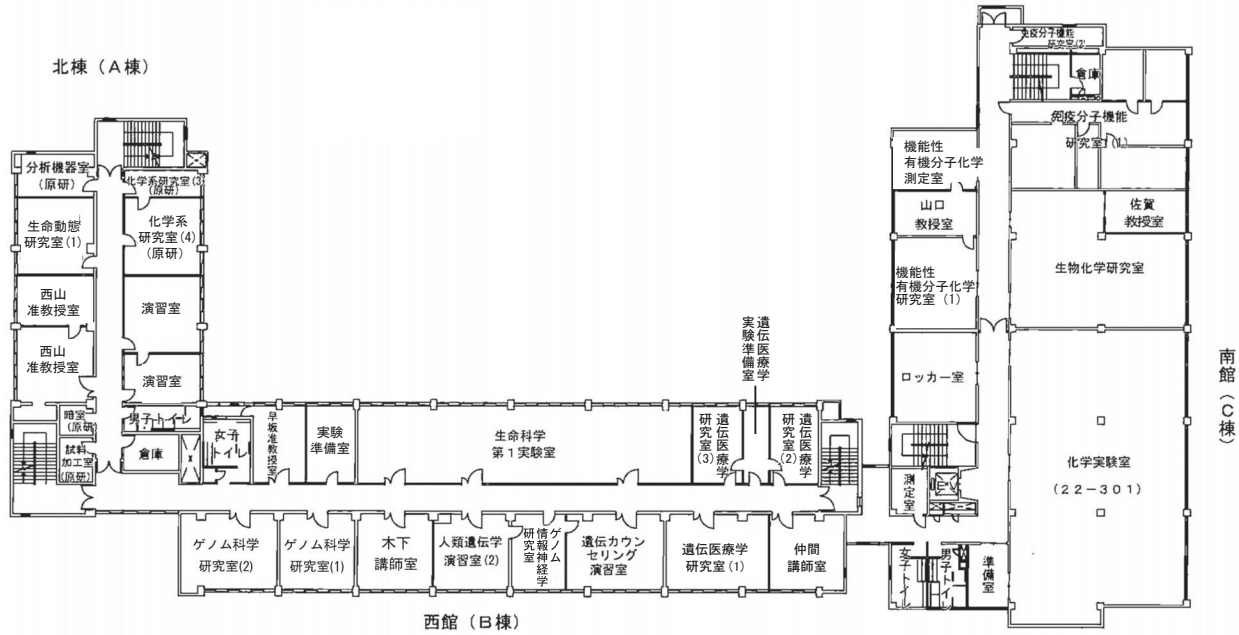 北棟（A棟）
分析機器室
（原研）
化学系研究室(3)
（原研）
生命動態
研究室(1)
化学系
研究室(4)
(原研)
西山
准教授室
演習室
西山
准教授室
演習室
暗室
(原研)
男子トイレ
試料
加工室
(原研)
倉庫
女子
トイレ
早坂准教授室
実験
準備室
生命科学
第1実験室
遺伝医療学
研究室(3)
遺伝医療学
実験準備室
遺伝医療学
研究室(2)
ゲノム科学
研究室(2)
ゲノム科学
研究室(1)
木下
講師室
人類遺伝学
演習室(2)
ゲノム
情報神経学
研究室
遺伝カウン
セリング
演習室
遺伝医療学
研究室(1)
仲間
講師室
西館（B棟）
免疫分子機能
研究室(2)
倉庫
免疫分子機能
研究室(1)
機能性
有機分子化学
測定室
山口
教授室
佐賀
教授室
機能性
有機分子化学
研究室（1）
生物化学研究室
ロッカー室
化学実験室
(22-301)
測定室
女子トイレ
男子トイレ
準備室
南館（C棟）